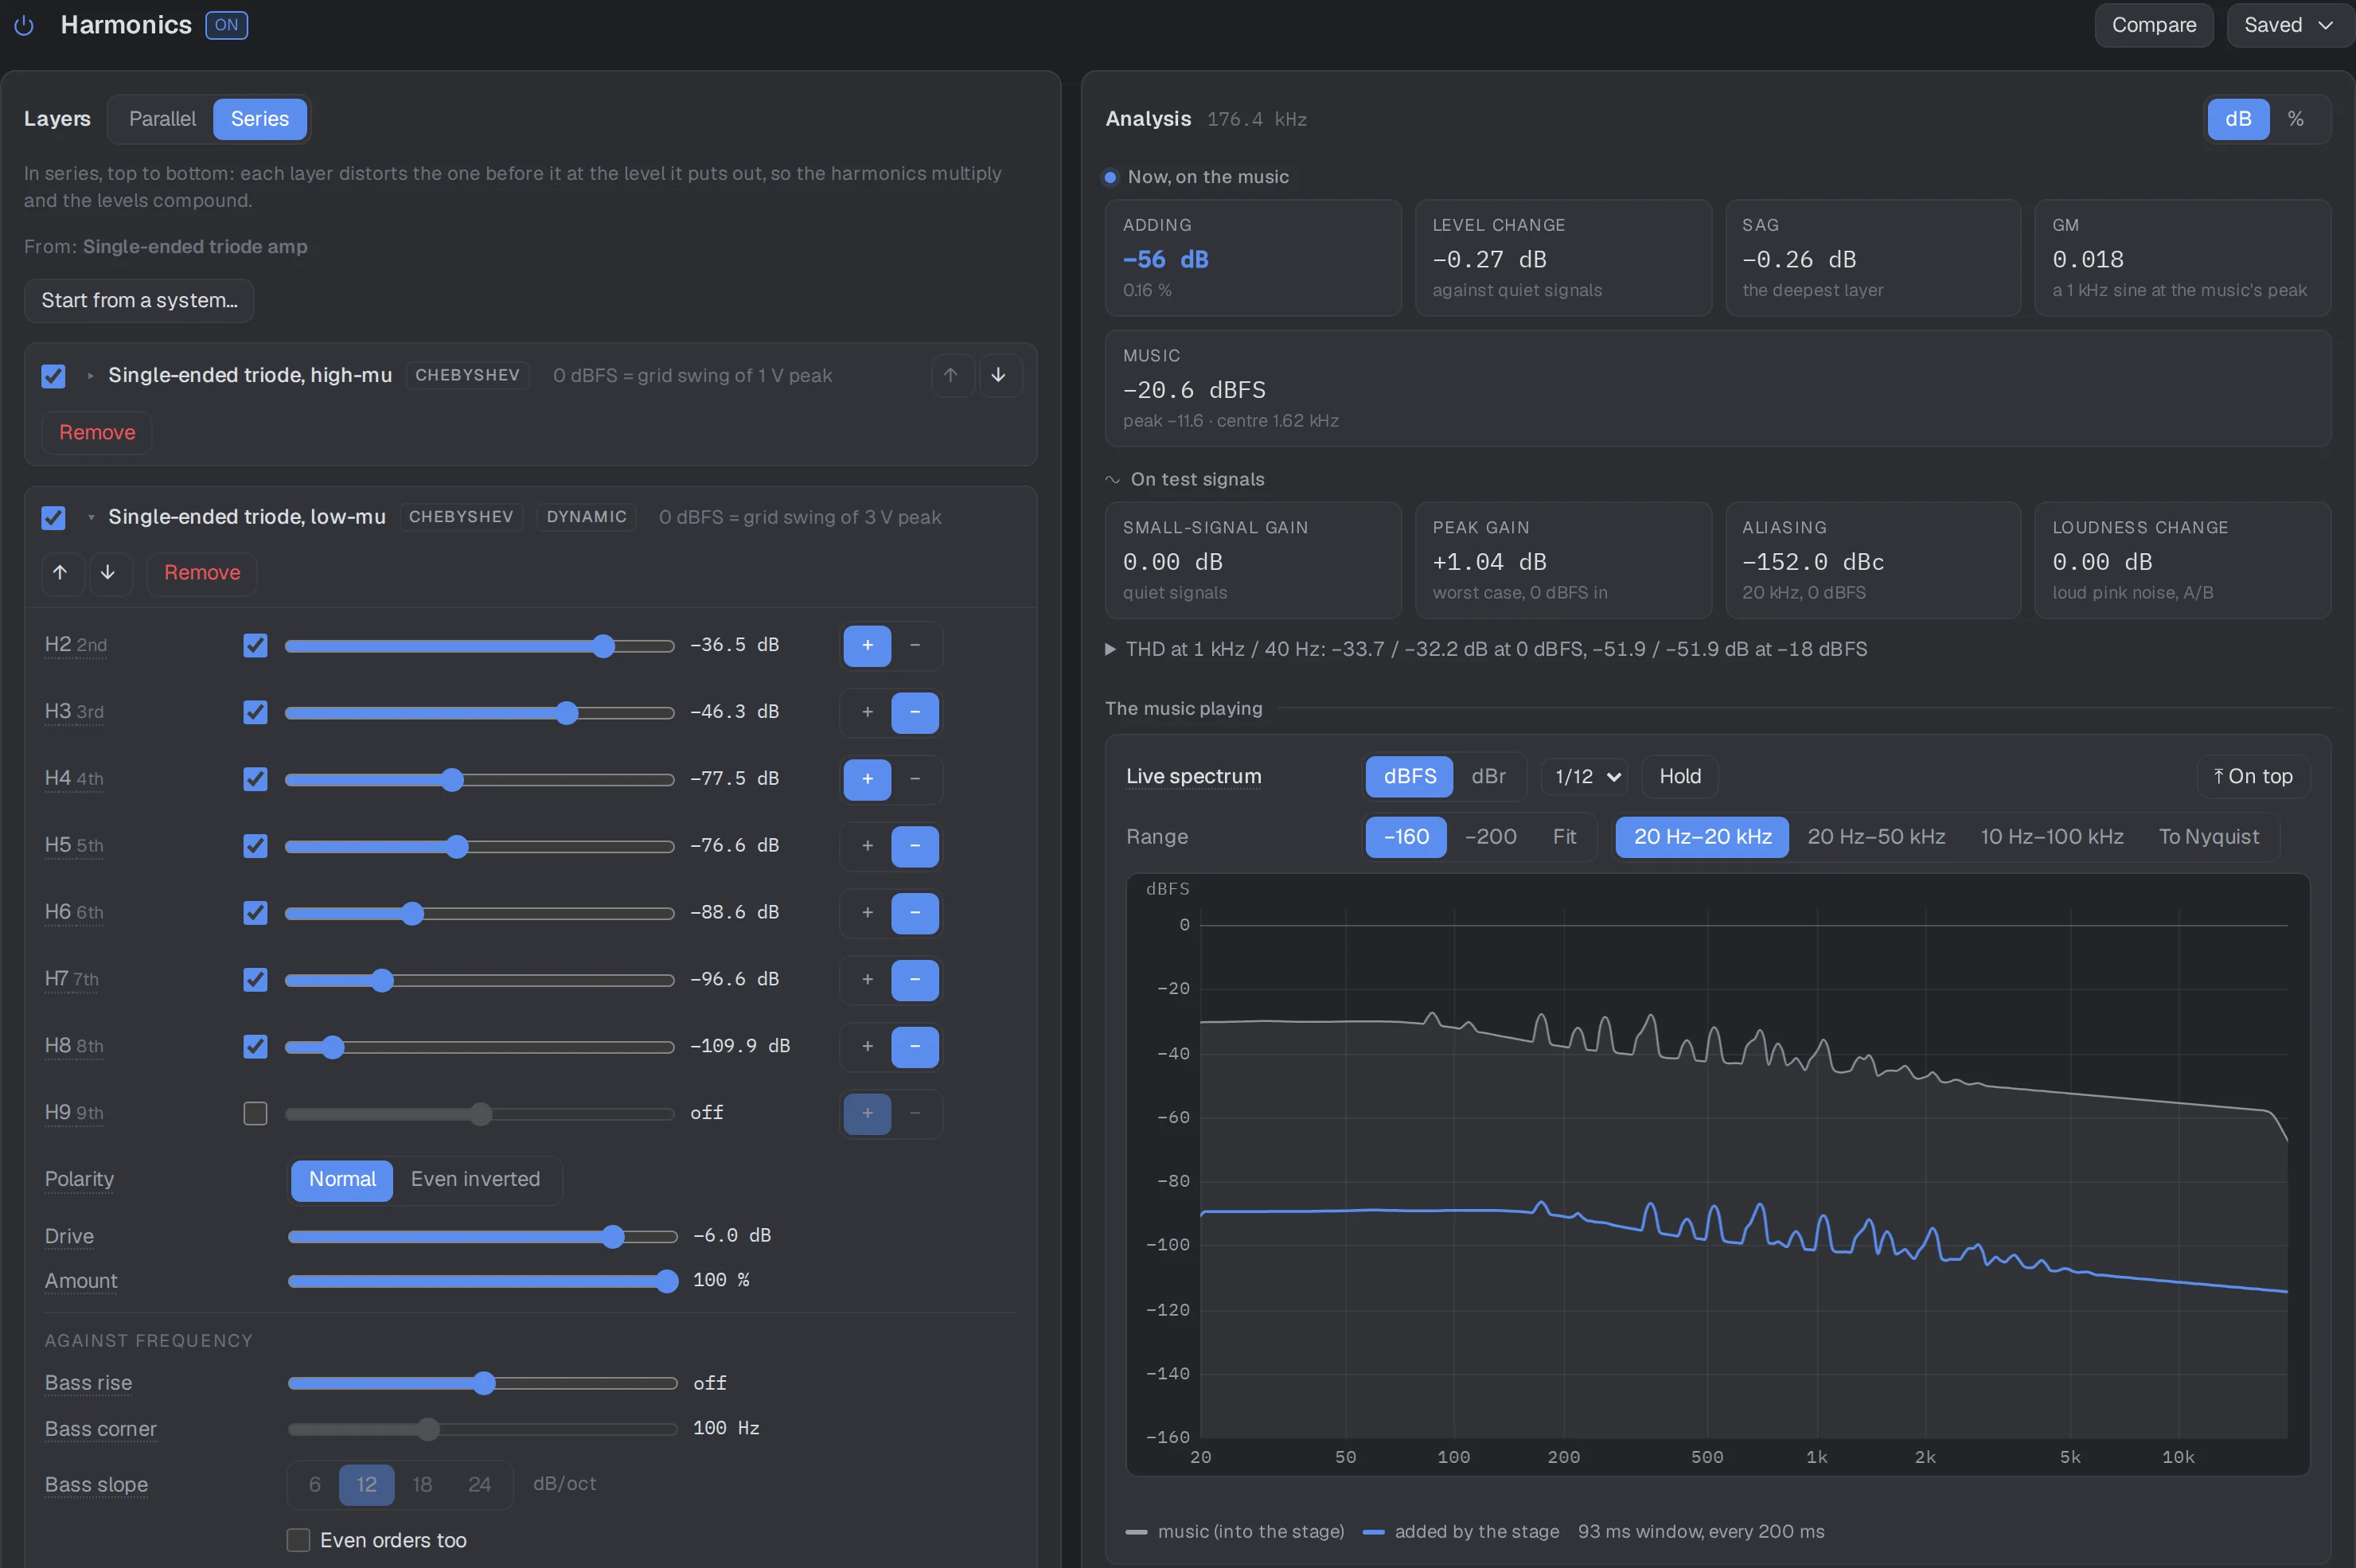 Harmonics ON Compare Saved
Layers Parallel Series
In series, top to bottom: each layer distorts the one before it at the level it puts out, so the harmonics multiply
and the levels compound.
From: Single-ended triode amp
Start from a system...
Single-ended triode, high-mu CHEBYSHEV 0 dBFS = grid swing of 1 V peak ↑ ↓
Remove
Single-ended triode, low-mu CHEBYSHEV DYNAMIC 0 dBFS = grid swing of 3 V peak
↑ ↓ Remove
H2 2nd −36.5 dB + −
H3 3rd −46.3 dB + −
H4 4th −77.5 dB + −
H5 5th −76.6 dB + −
H6 6th −88.6 dB + −
H7 7th −96.6 dB + −
H8 8th −109.9 dB + −
H9 9th off + −
Polarity Normal Even inverted
Drive −6.0 dB
Amount 100 %
AGAINST FREQUENCY
Bass rise off
Bass corner 100 Hz
Bass slope 6 12 18 24 dB/oct
Even orders too
Analysis 176.4 kHz dB %
Now, on the music
ADDING
−56 dB
0.16 %
LEVEL CHANGE
−0.27 dB
against quiet signals
SAG
−0.26 dB
the deepest layer
GM
0.018
a 1 kHz sine at the music's peak
MUSIC
−20.6 dBFS
peak −11.6 · centre 1.62 kHz
On test signals
SMALL-SIGNAL GAIN
0.00 dB
quiet signals
PEAK GAIN
+1.04 dB
worst case, 0 dBFS in
ALIASING
−152.0 dBc
20 kHz, 0 dBFS
LOUDNESS CHANGE
0.00 dB
loud pink noise, A/B
▶ THD at 1 kHz / 40 Hz: −33.7 / −32.2 dB at 0 dBFS, −51.9 / −51.9 dB at −18 dBFS
The music playing
Live spectrum dBFS dBr 1/12 Hold ⤒ On top
Range −160 −200 Fit 20 Hz–20 kHz 20 Hz–50 kHz 10 Hz–100 kHz To Nyquist
dBFS
0
−20
−40
−60
−80
−100
−120
−140
−160
20 50 100 200 500 1k 2k 5k 10k
music (into the stage) added by the stage 93 ms window, every 200 ms